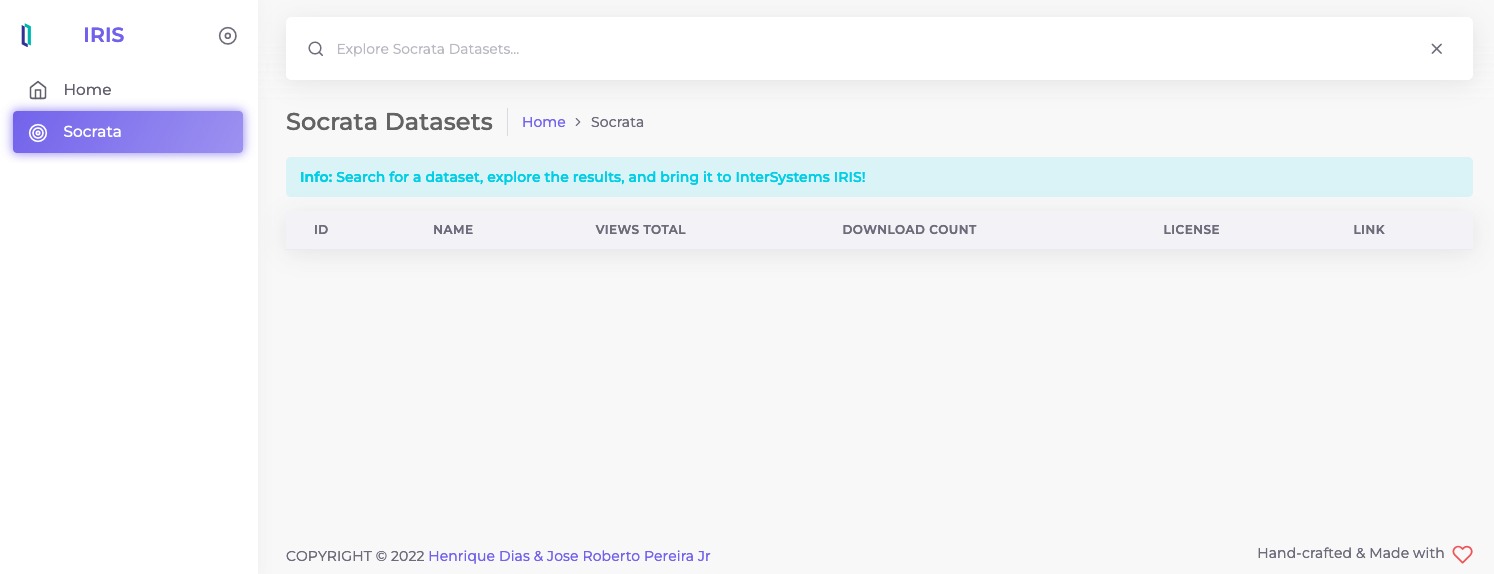 IRIS
Home
Socrata
Explore Socrata Datasets...
Socrata Datasets
Home > Socrata
Info: Search for a dataset, explore the results, and bring it to InterSystems IRIS!
ID NAME VIEWS TOTAL DOWNLOAD COUNT LICENSE LINK
COPYRIGHT © 2022 Henrique Dias & Jose Roberto Pereira Jr
Hand-crafted & Made with